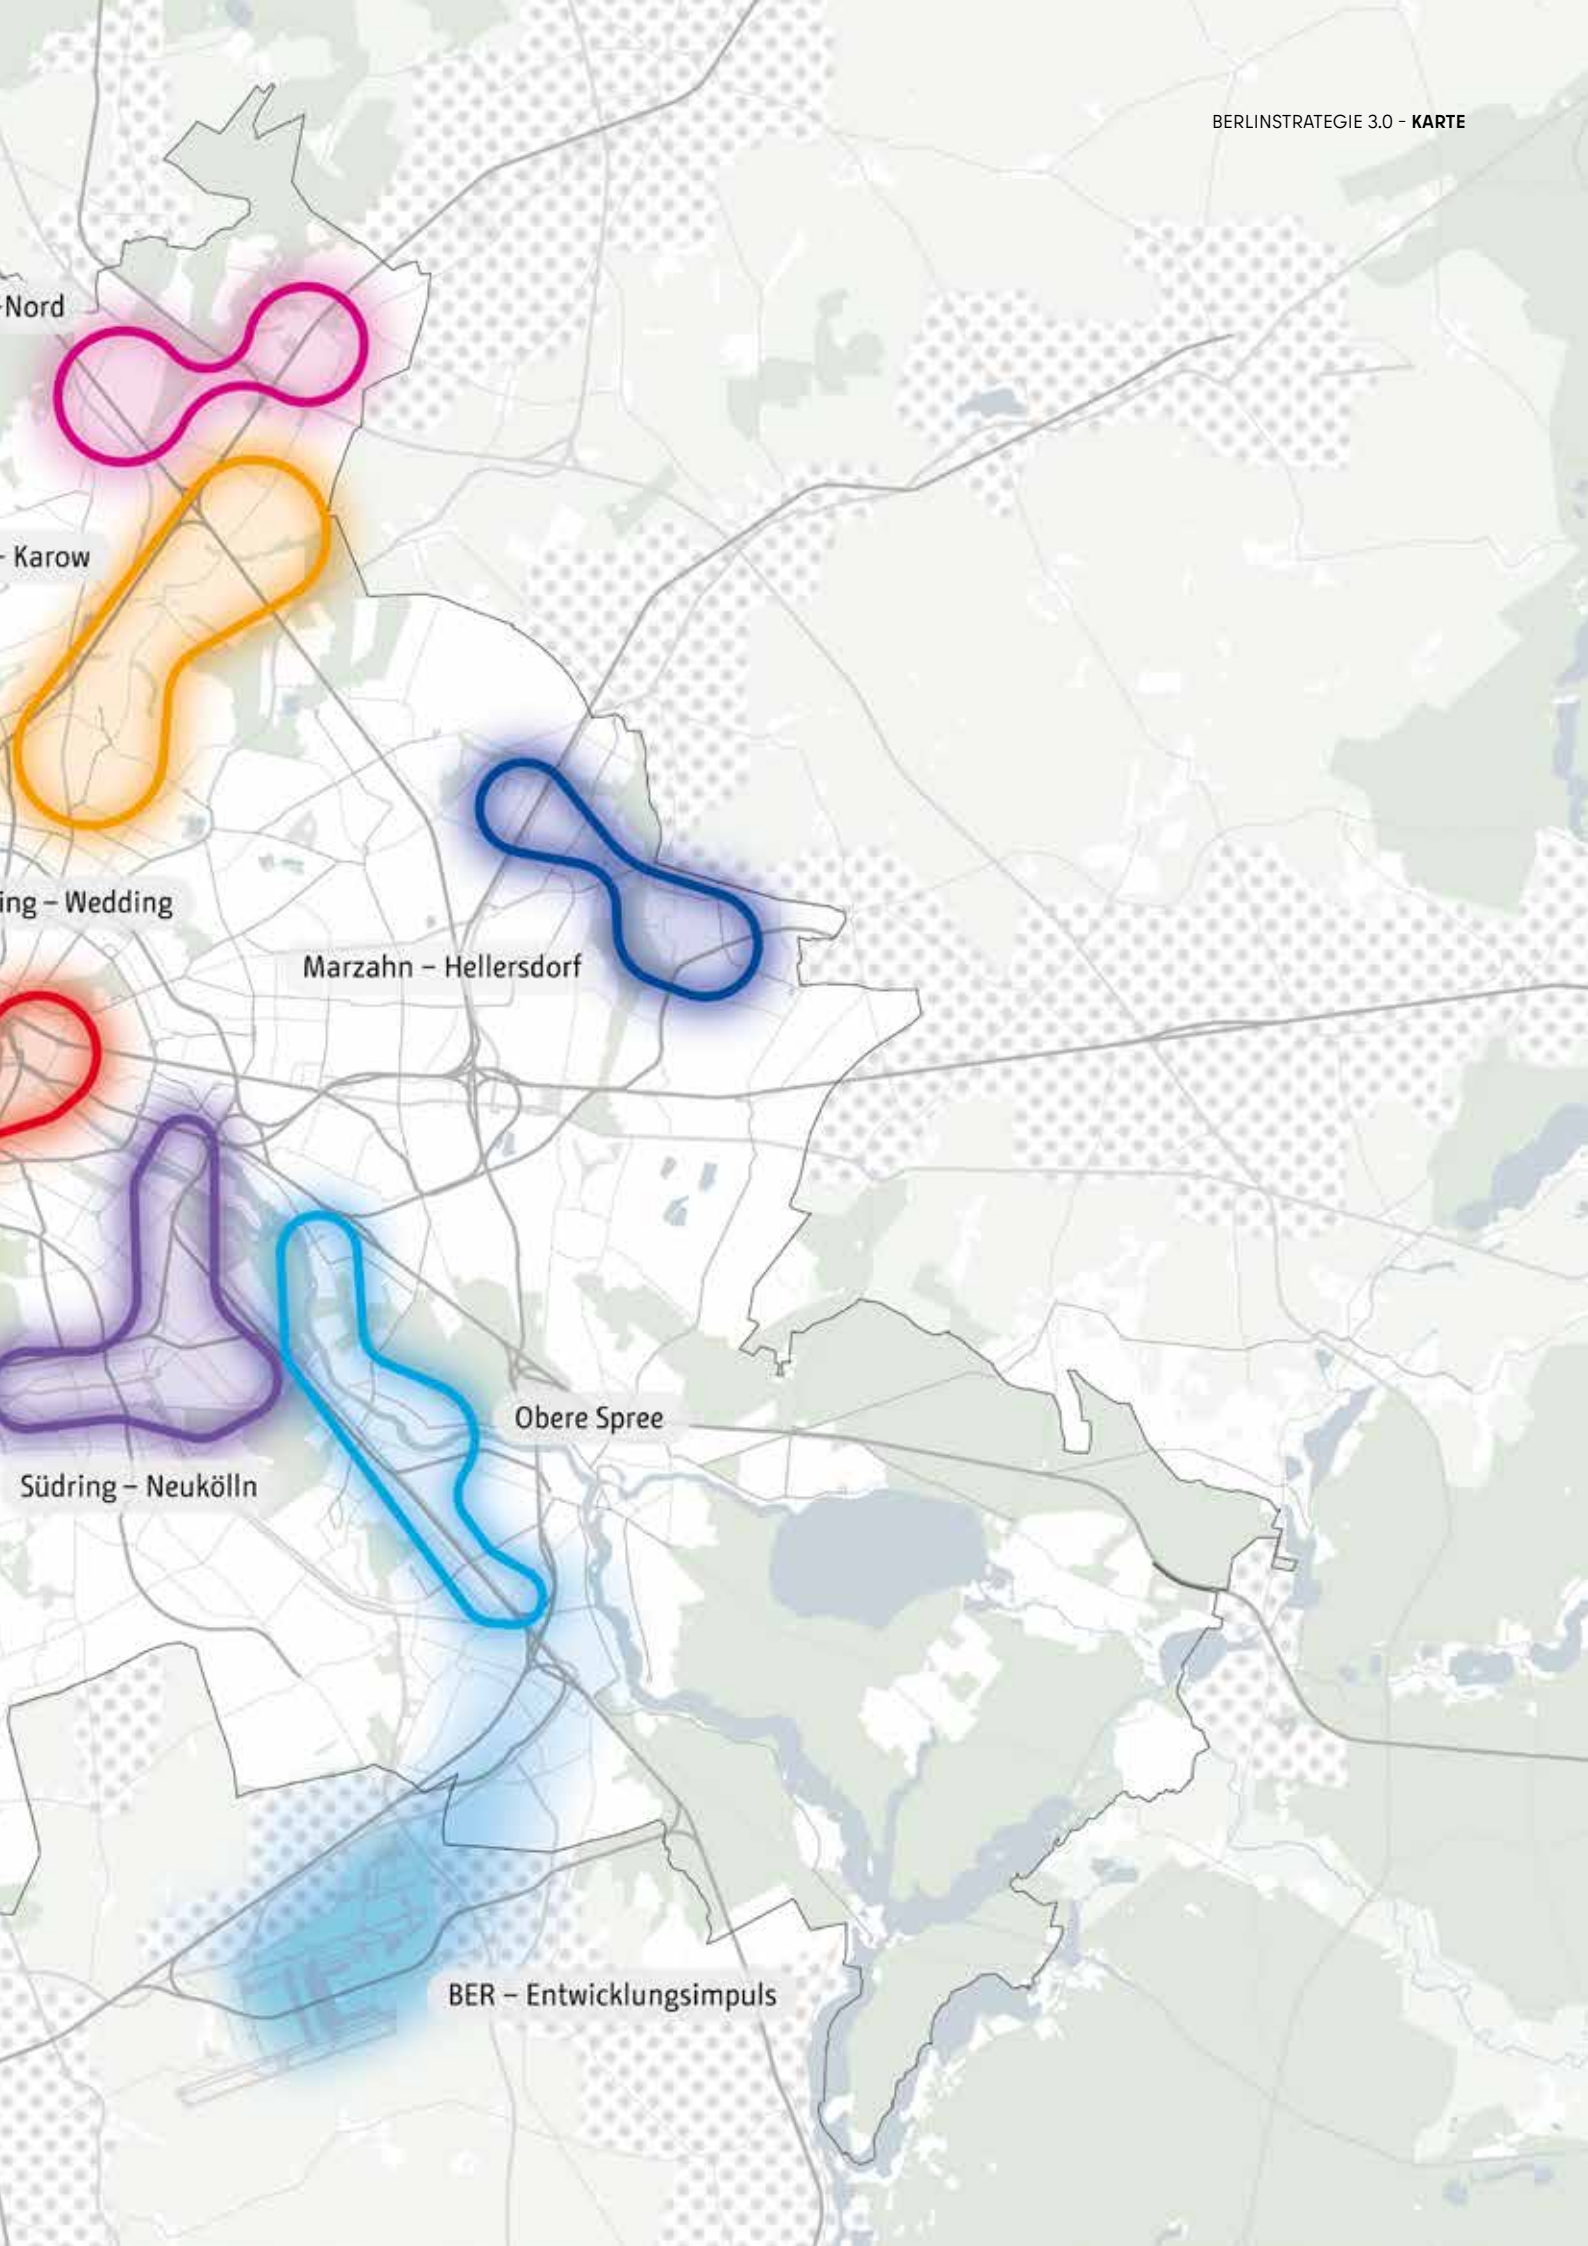 BERLINSTRATEGIE 3.0 - KARTE
-Nord
- Karow
ing – Wedding
Marzahn – Hellersdorf
Obere Spree
Südring – Neukölln
BER – Entwicklungsimpuls